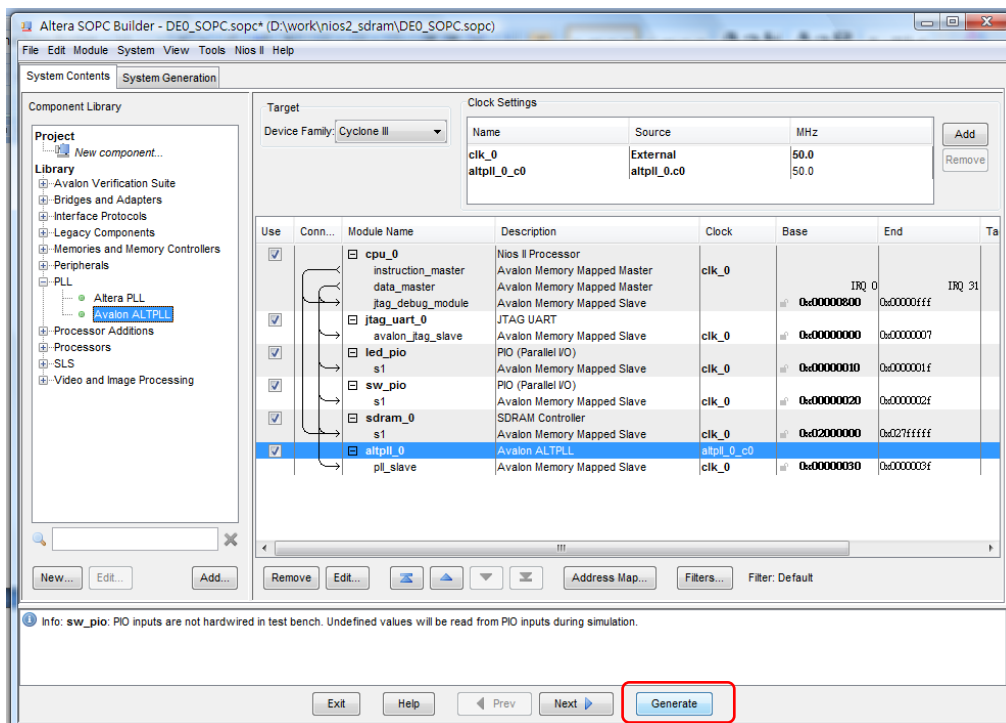 Altera SOPC Builder - DE0_SOPC.sopc* (D:\work\nios2_sdram\DE0_SOPC.sopc)
File Edit Module System View Tools Nios II Help
System Contents System Generation
Component Library
Project
New component...
Library
Avalon Verification Suite
Bridges and Adapters
Interface Protocols
Legacy Components
Memories and Memory Controllers
Peripherals
PLL
Altera PLL
Avalon ALTPLL
Processor Additions
Processors
SLS
Video and Image Processing
New... Edit... Add...
Target
Device Family: Cyclone III
Clock Settings
Name Source MHz
clk_0 External 50.0
altpll_0_c0 altpll_0.c0 50.0
Add
Remove
Use Conn... Module Name Description Clock Base End Ta
cpu_0 Nios II Processor
instruction_master Avalon Memory Mapped Master clk_0
data_master Avalon Memory Mapped Master IRQ 0 IRQ 31
jtag_debug_module Avalon Memory Mapped Slave 0x00000800 0x00000fff
jtag_uart_0 JTAG UART
avalon_jtag_slave Avalon Memory Mapped Slave clk_0 0x00000000 0x00000007
led_pio PIO (Parallel I/O)
s1 Avalon Memory Mapped Slave clk_0 0x00000010 0x0000001f
sw_pio PIO (Parallel I/O)
s1 Avalon Memory Mapped Slave clk_0 0x00000020 0x0000002f
sdram_0 SDRAM Controller
s1 Avalon Memory Mapped Slave clk_0 0x02000000 0x027fffff
altpll_0 Avalon ALTPLL altpll_0_c0
pll_slave Avalon Memory Mapped Slave clk_0 0x00000030 0x0000003f
Remove Edit... Address Map... Filters... Filter: Default
Info: sw_pio: PIO inputs are not hardwired in test bench. Undefined values will be read from PIO inputs during simulation.
Exit Help Prev Next Generate